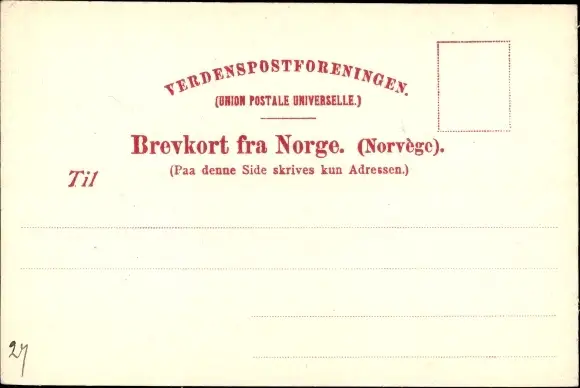 VERDENSPOSTFORENINGEN.
(UNION POSTALE UNIVERSELLE.)
Brevkort fra Norge. (Norvège).
(Paa denne Side skrives kun Adressen.)
Til
27